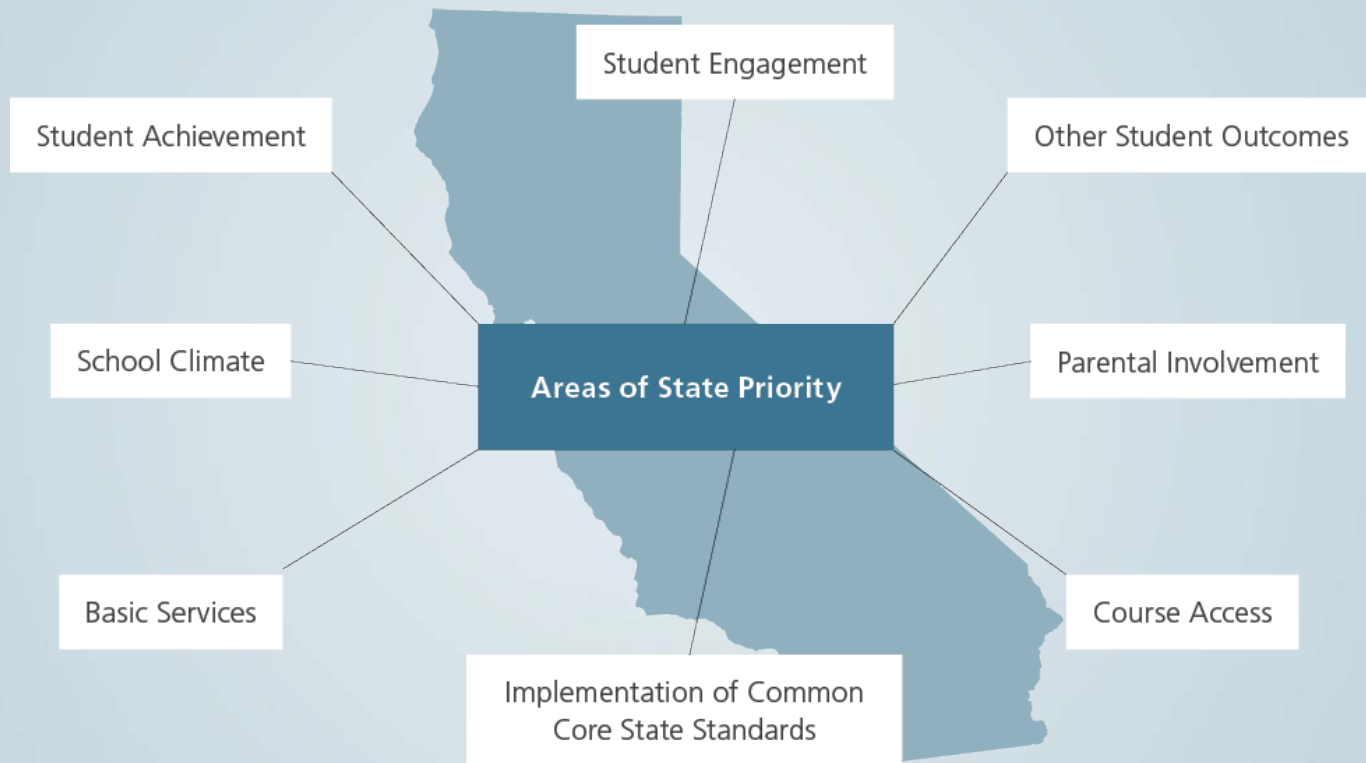 Student Engagement
Student Achievement
Other Student Outcomes
School Climate
Areas of State Priority
Parental Involvement
Basic Services
Course Access
Implementation of Common
Core State Standards